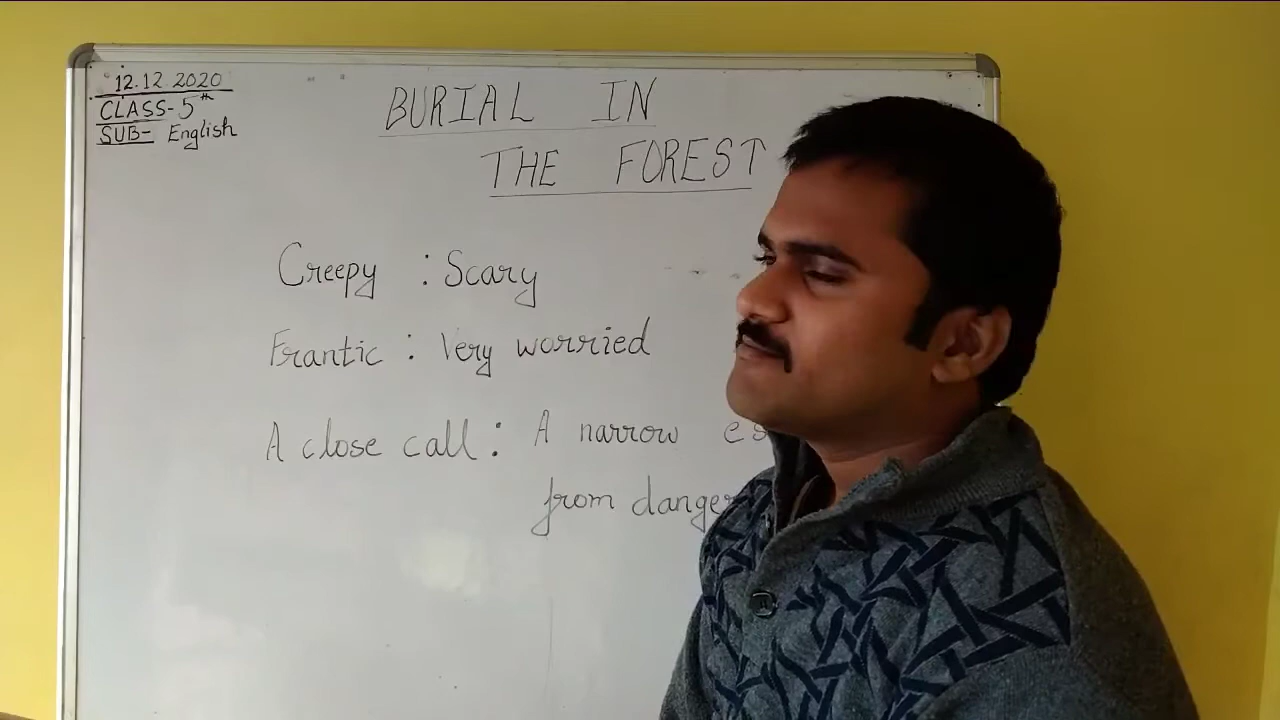 12.12 2020
CLASS-5th
SUB- English
BURIAL IN
THE FOREST
Creepy : Scary
Frantic : Very worried
A close call : A narrow
from danger